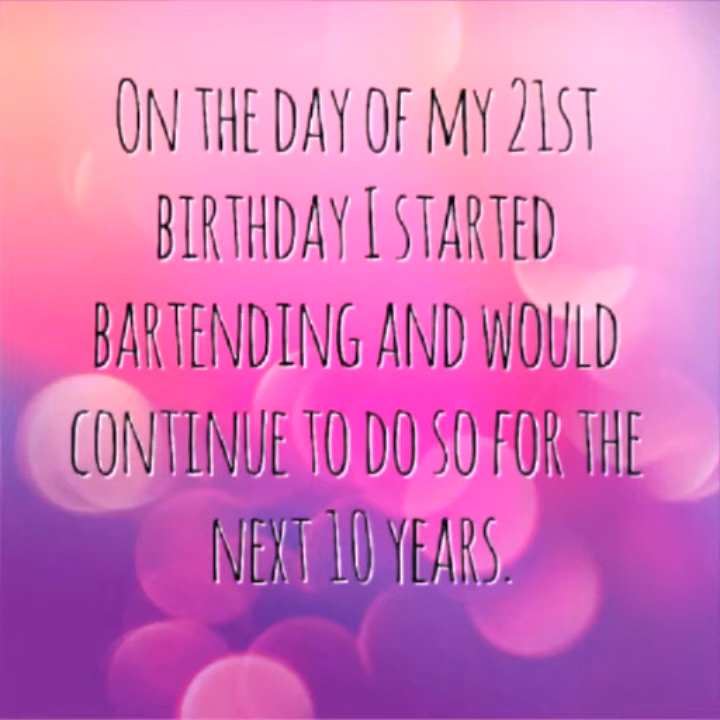 On the day of my 21st
birthday I started
bartending and would
continue to do so for the
next 10 years.